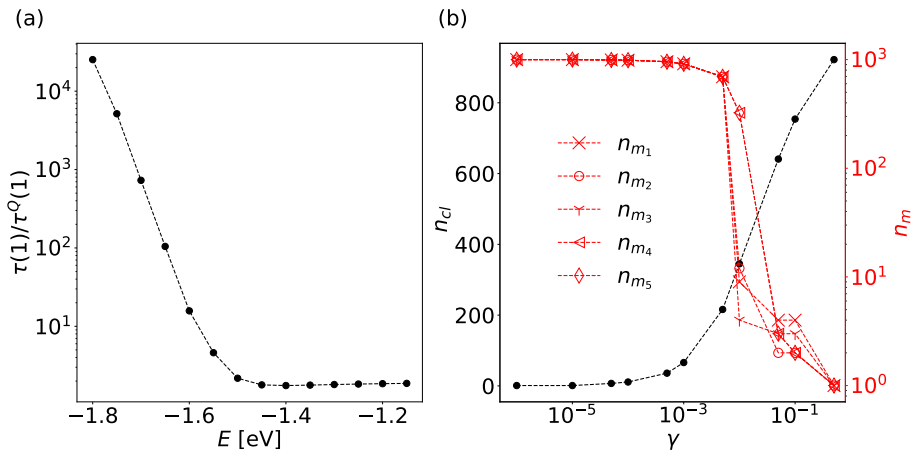 (a)
τ(1)/τ^Q(1)
10^4
10^3
10^2
10^1
−1.8
−1.6
−1.4
−1.2
E [eV]
(b)
n_cl
800
600
400
200
0
n_m1
n_m2
n_m3
n_m4
n_m5
10^3
10^2
10^1
10^0
n_m
10^−5
10^−3
10^−1
γ